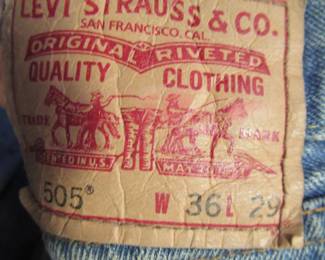 LEVI STRAUSS & CO.
SAN FRANCISCO, CAL.
ORIGINAL RIVETED
QUALITY CLOTHING
TRADE MARK
505® W 36 L 29